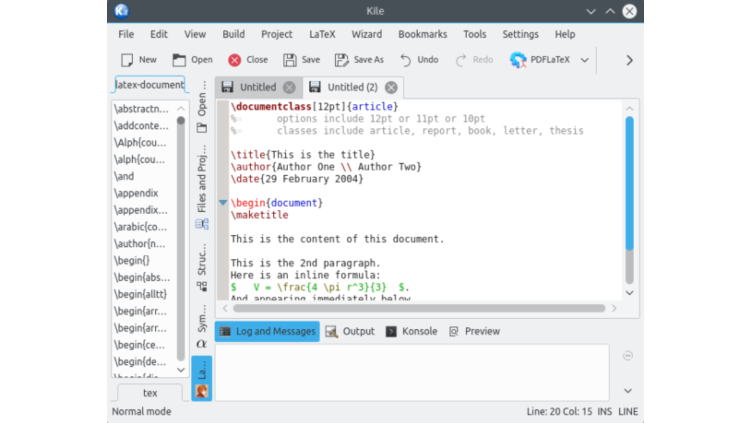 Kile
File Edit View Build Project LaTeX Wizard Bookmarks Tools Settings Help
New Open Close Save Save As Undo Redo PDFLaTeX
latex-document
\abstractn...
\addconte...
\Alph{cou...
\alph{cou...
\and
\appendix
\appendix...
\arabic{co...
\author{n...
\begin{}
\begin{abs...
\begin{alltt}
\begin{arr...
\begin{arr...
\begin{ce...
\begin{de...
\begin{dis...
tex
Open ...
Files and Proj...
Struc...
Sym...
La...
Untitled Untitled (2)
\documentclass[12pt]{article}
% options include 12pt or 11pt or 10pt
% classes include article, report, book, letter, thesis
\title{This is the title}
\author{Author One \\ Author Two}
\date{29 February 2004}
\begin{document}
\maketitle
This is the content of this document.
This is the 2nd paragraph.
Here is an inline formula:
$ V = \frac{4 \pi r^3}{3} $.
And appearing immediately below
Log and Messages Output Konsole Preview
Normal mode
Line: 20 Col: 15 INS LINE